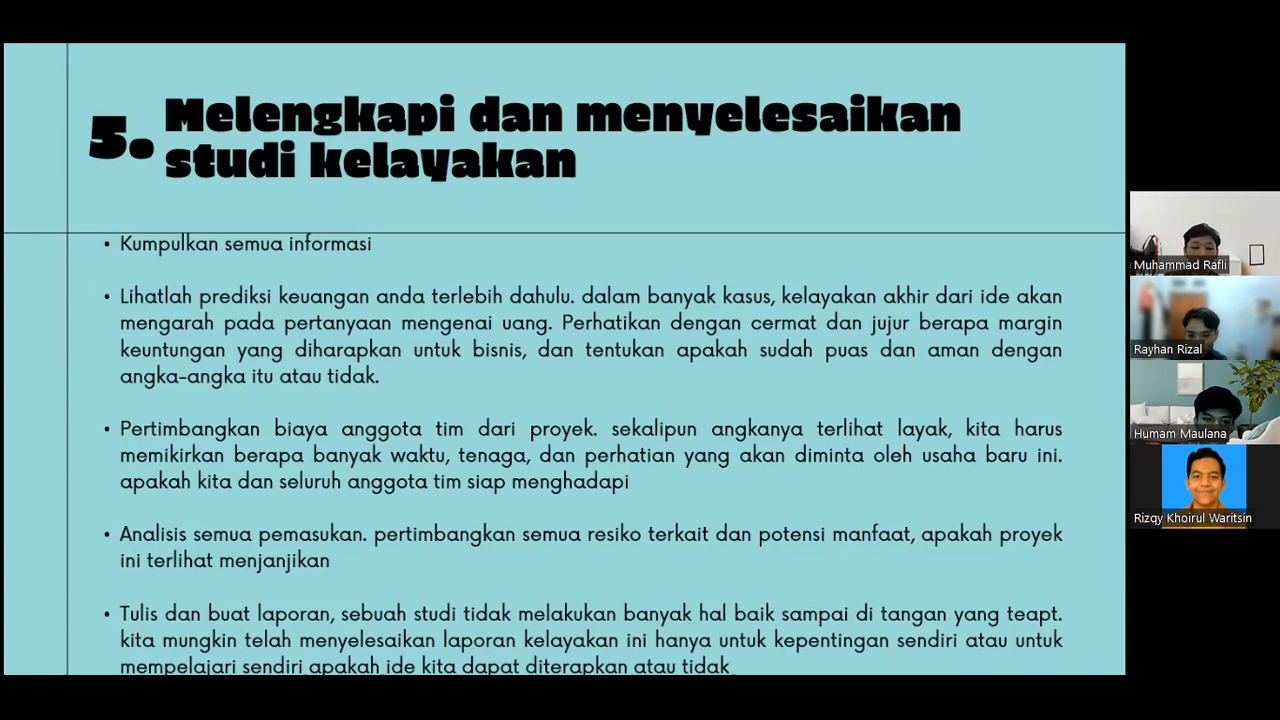 5. Melengkapi dan menyelesaikan
studi kelayakan
• Kumpulkan semua informasi
• Lihatlah prediksi keuangan anda terlebih dahulu. dalam banyak kasus, kelayakan akhir dari ide akan
mengarah pada pertanyaan mengenai uang. Perhatikan dengan cermat dan jujur berapa margin
keuntungan yang diharapkan untuk bisnis, dan tentukan apakah sudah puas dan aman dengan
angka-angka itu atau tidak.
• Pertimbangkan biaya anggota tim dari proyek. sekalipun angkanya terlihat layak, kita harus
memikirkan berapa banyak waktu, tenaga, dan perhatian yang akan diminta oleh usaha baru ini.
apakah kita dan seluruh anggota tim siap menghadapi
• Analisis semua pemasukan. pertimbangkan semua resiko terkait dan potensi manfaat, apakah proyek
ini terlihat menjanjikan
• Tulis dan buat laporan, sebuah studi tidak melakukan banyak hal baik sampai di tangan yang teapt.
kita mungkin telah menyelesaikan laporan kelayakan ini hanya untuk kepentingan sendiri atau untuk
mempelajari sendiri apakah ide kita dapat diterapkan atau tidak
Muhammad Rafli
Rayhan Rizal
Humam Maulana
Rizqy Khoirul Waritsin